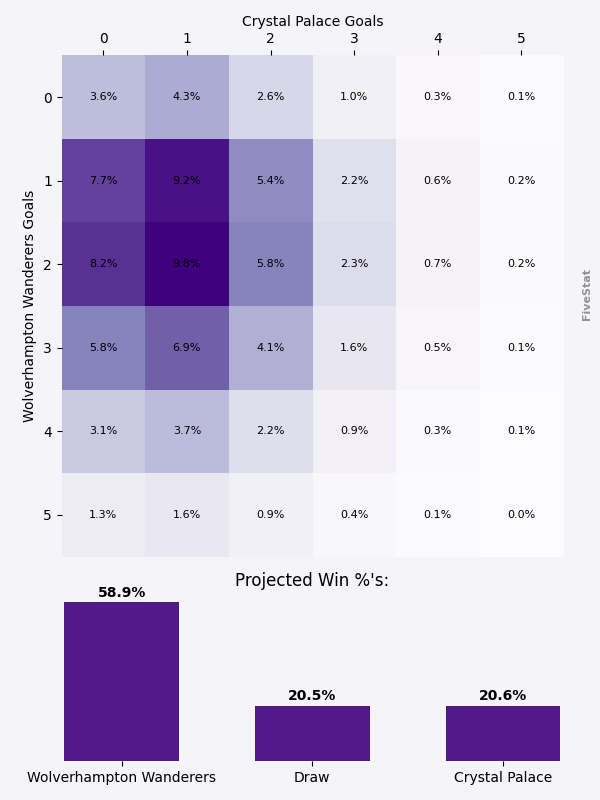 Crystal Palace Goals
0 1 2 3 4 5
0 3.6% 4.3% 2.6% 1.0% 0.3% 0.1%
1 7.7% 9.2% 5.4% 2.2% 0.6% 0.2%
2 8.2% 9.8% 5.8% 2.3% 0.7% 0.2%
3 5.8% 6.9% 4.1% 1.6% 0.5% 0.1%
4 3.1% 3.7% 2.2% 0.9% 0.3% 0.1%
5 1.3% 1.6% 0.9% 0.4% 0.1% 0.0%
Wolverhampton Wanderers Goals
FiveStat
Projected Win %'s:
58.9% 20.5% 20.6%
Wolverhampton Wanderers Draw Crystal Palace